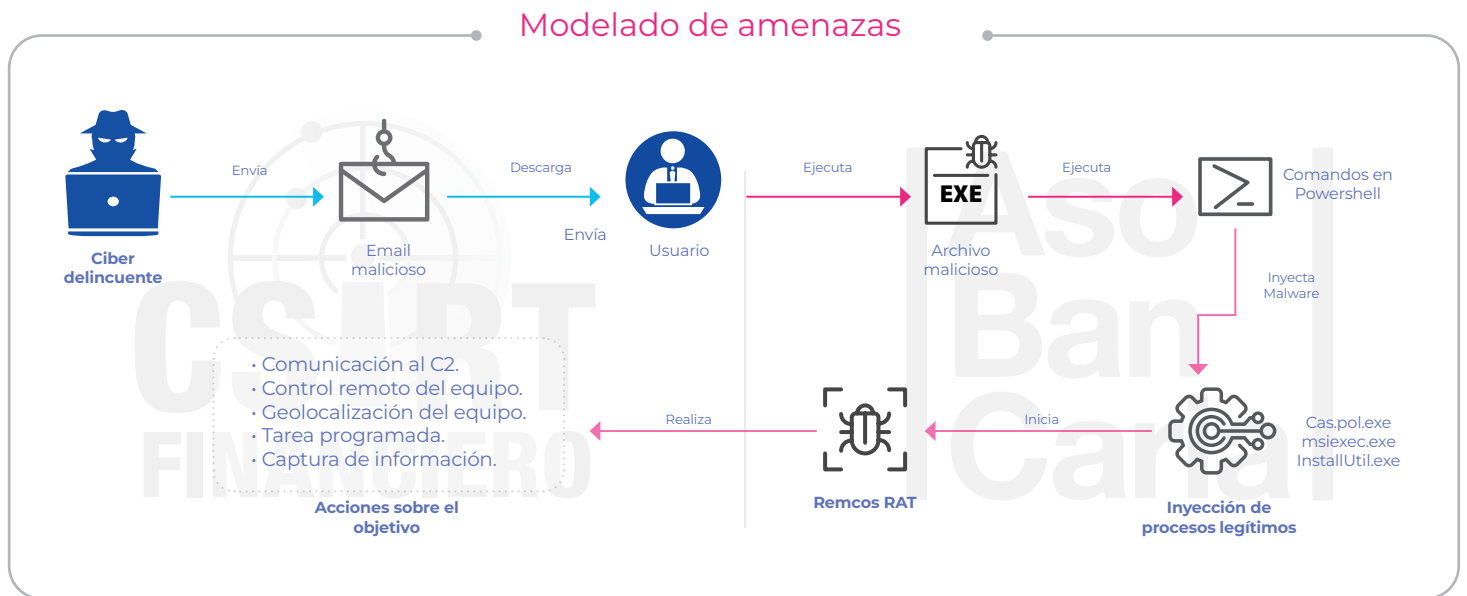 Modelado de amenazas
Envía
Descarga
Ejecuta
Ejecuta
EXE
Comandos en
Powershell
Envía
Ciber
delincuente
Email
malicioso
Usuario
Archivo
malicioso
Inyecta
Malware
• Comunicación al C2.
• Control remoto del equipo.
• Geolocalización del equipo.
• Tarea programada.
• Captura de información.
Realiza
Inicia
Cas.pol.exe
msiexec.exe
InstallUtil.exe
Acciones sobre el
objetivo
Remcos RAT
Inyección de
procesos legítimos
CSIRT
FINANCIERO
Aso
Ban
Caria